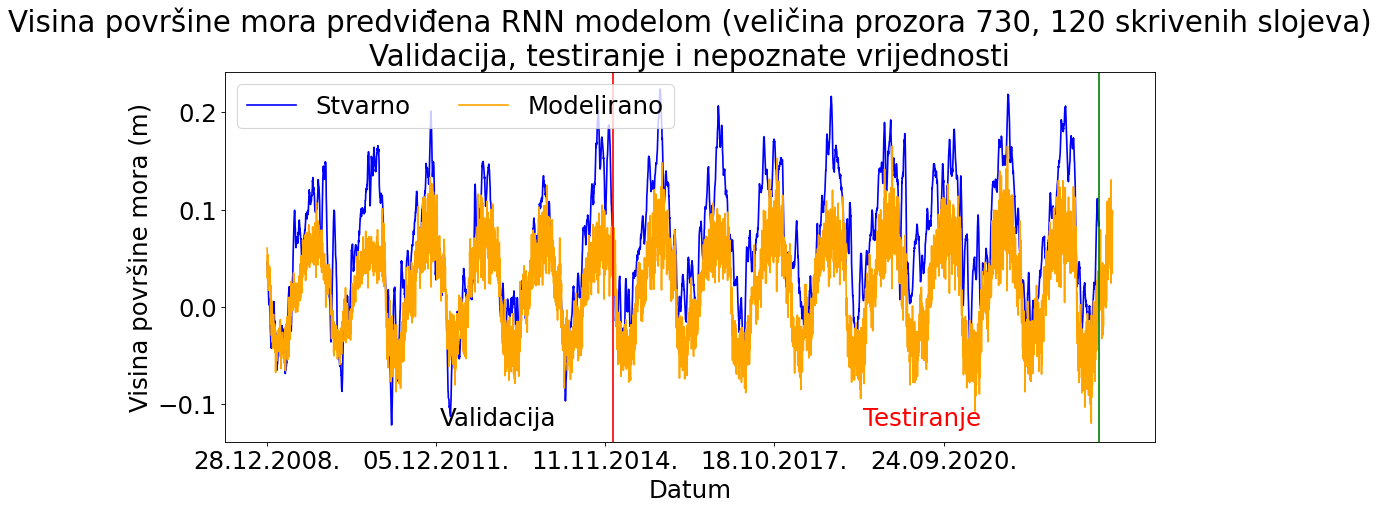 Visina površine mora predviđena RNN modelom (veličina prozora 730, 120 skrivenih slojeva)
Validacija, testiranje i nepoznate vrijednosti
Stvarno
Modelirano
Visina površine mora (m)
0.2
0.1
0.0
−0.1
Validacija
Testiranje
28.12.2008.
05.12.2011.
11.11.2014.
18.10.2017.
24.09.2020.
Datum